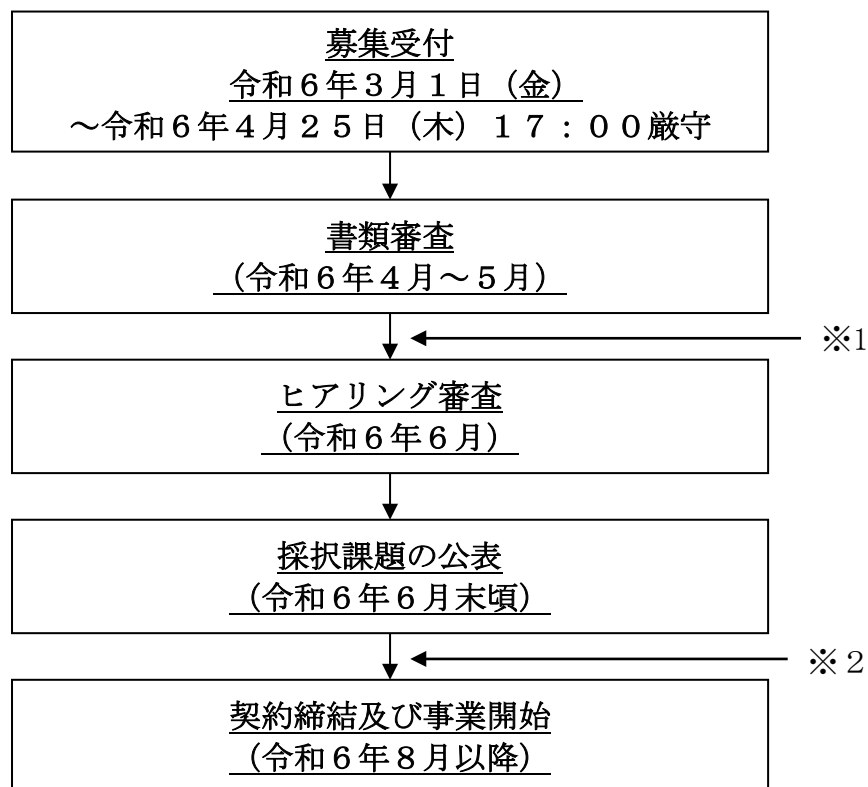 募集受付
令和６年３月１日（金）
～令和６年４月２５日（木）１７：００厳守
書類審査
（令和６年４月～５月）
※1
ヒアリング審査
（令和６年６月）
採択課題の公表
（令和６年６月末頃）
※２
契約締結及び事業開始
（令和６年８月以降）